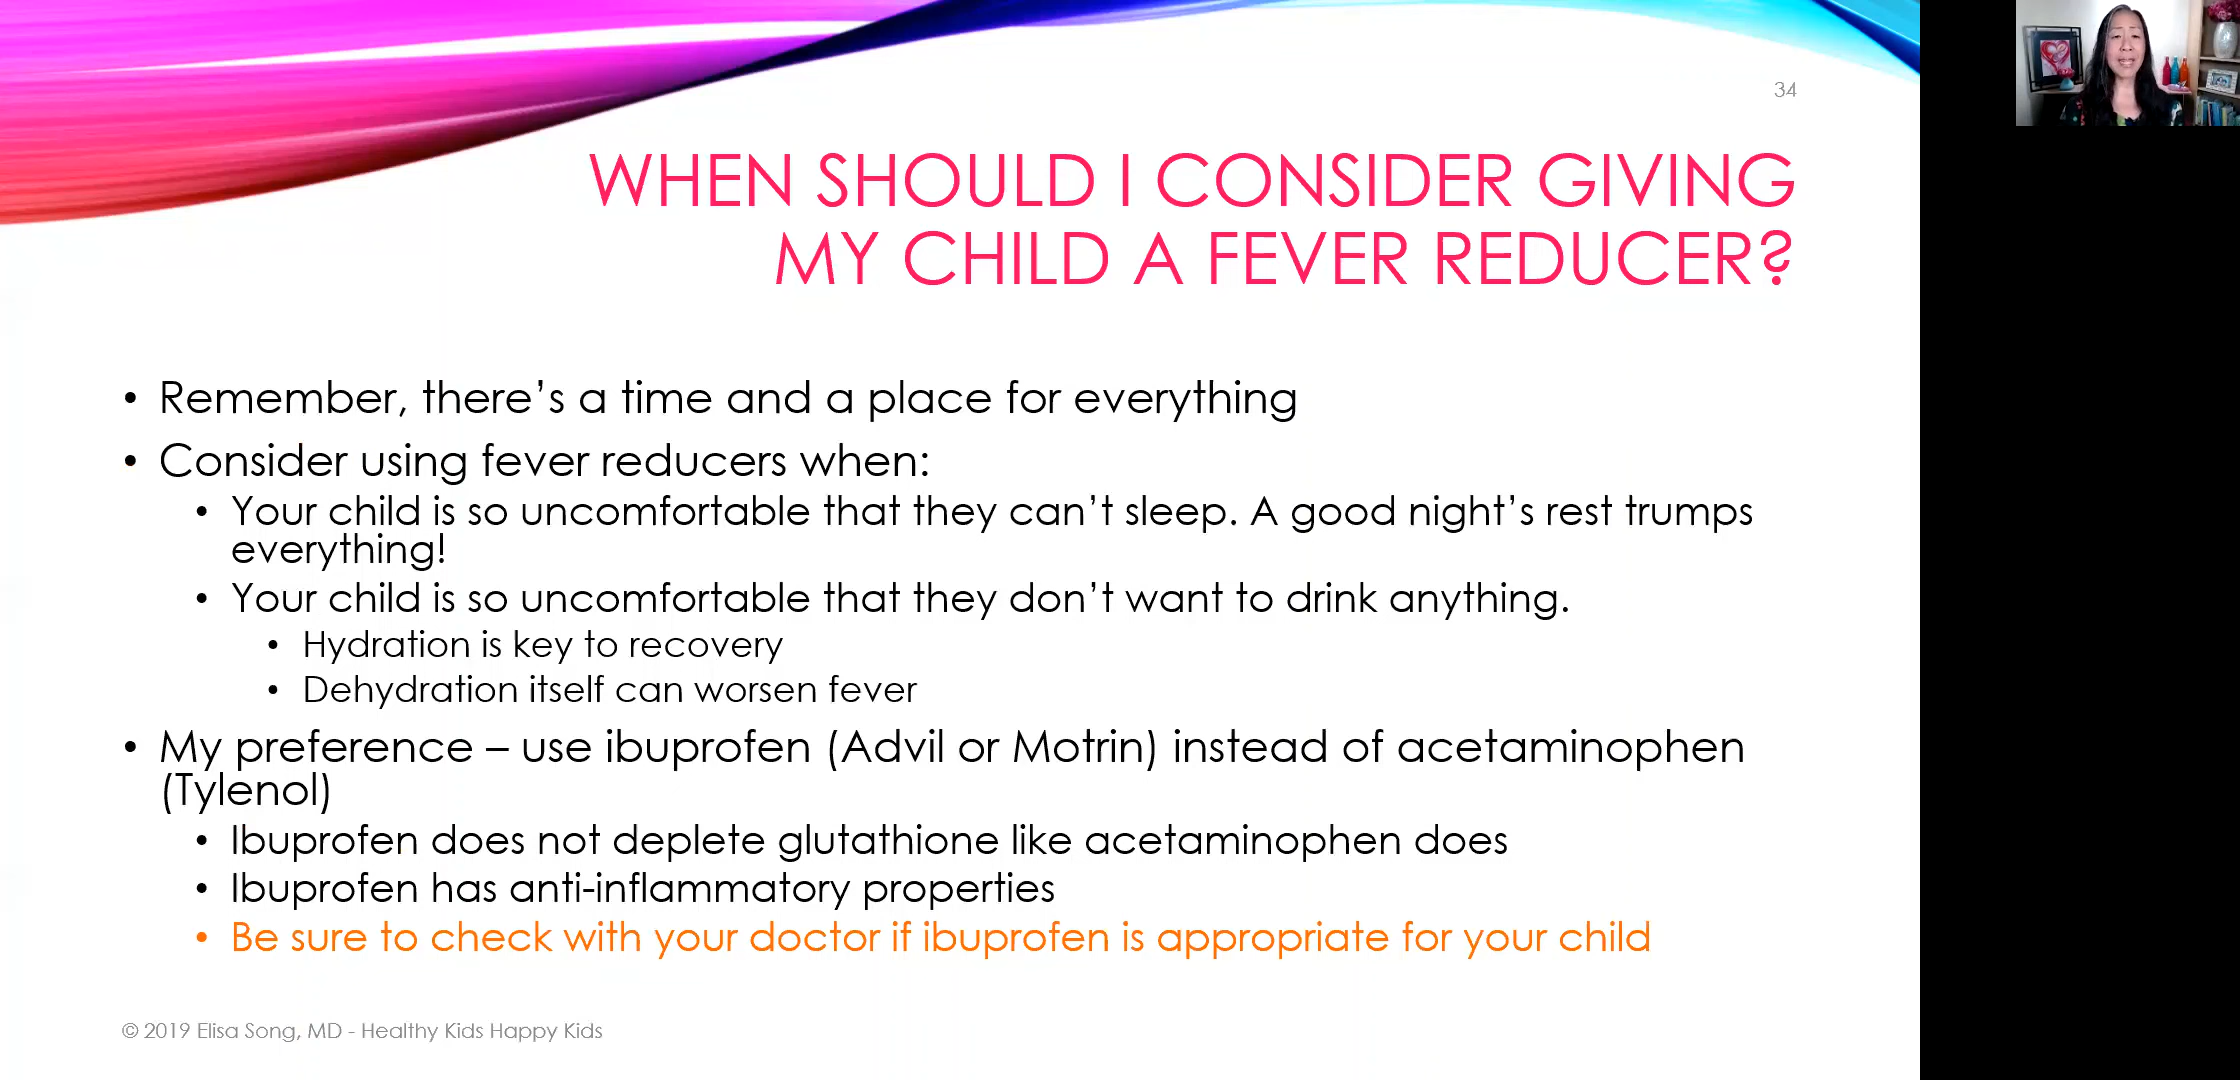 34
WHEN SHOULD I CONSIDER GIVING
MY CHILD A FEVER REDUCER?
• Remember, there’s a time and a place for everything
• Consider using fever reducers when:
• Your child is so uncomfortable that they can’t sleep. A good night’s rest trumps
everything!
• Your child is so uncomfortable that they don’t want to drink anything.
• Hydration is key to recovery
• Dehydration itself can worsen fever
• My preference – use ibuprofen (Advil or Motrin) instead of acetaminophen
(Tylenol)
• Ibuprofen does not deplete glutathione like acetaminophen does
• Ibuprofen has anti-inflammatory properties
• Be sure to check with your doctor if ibuprofen is appropriate for your child
© 2019 Elisa Song, MD - Healthy Kids Happy Kids